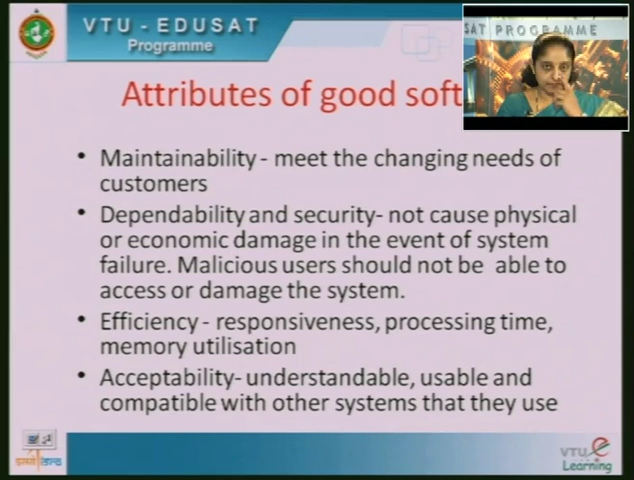 VTU - EDUSAT
Programme
SAT PROGRAMME
Attributes of good soft
• Maintainability - meet the changing needs of
customers
• Dependability and security- not cause physical
or economic damage in the event of system
failure. Malicious users should not be able to
access or damage the system.
• Efficiency - responsiveness, processing time,
memory utilisation
• Acceptability- understandable, usable and
compatible with other systems that they use
VTU e
Learning